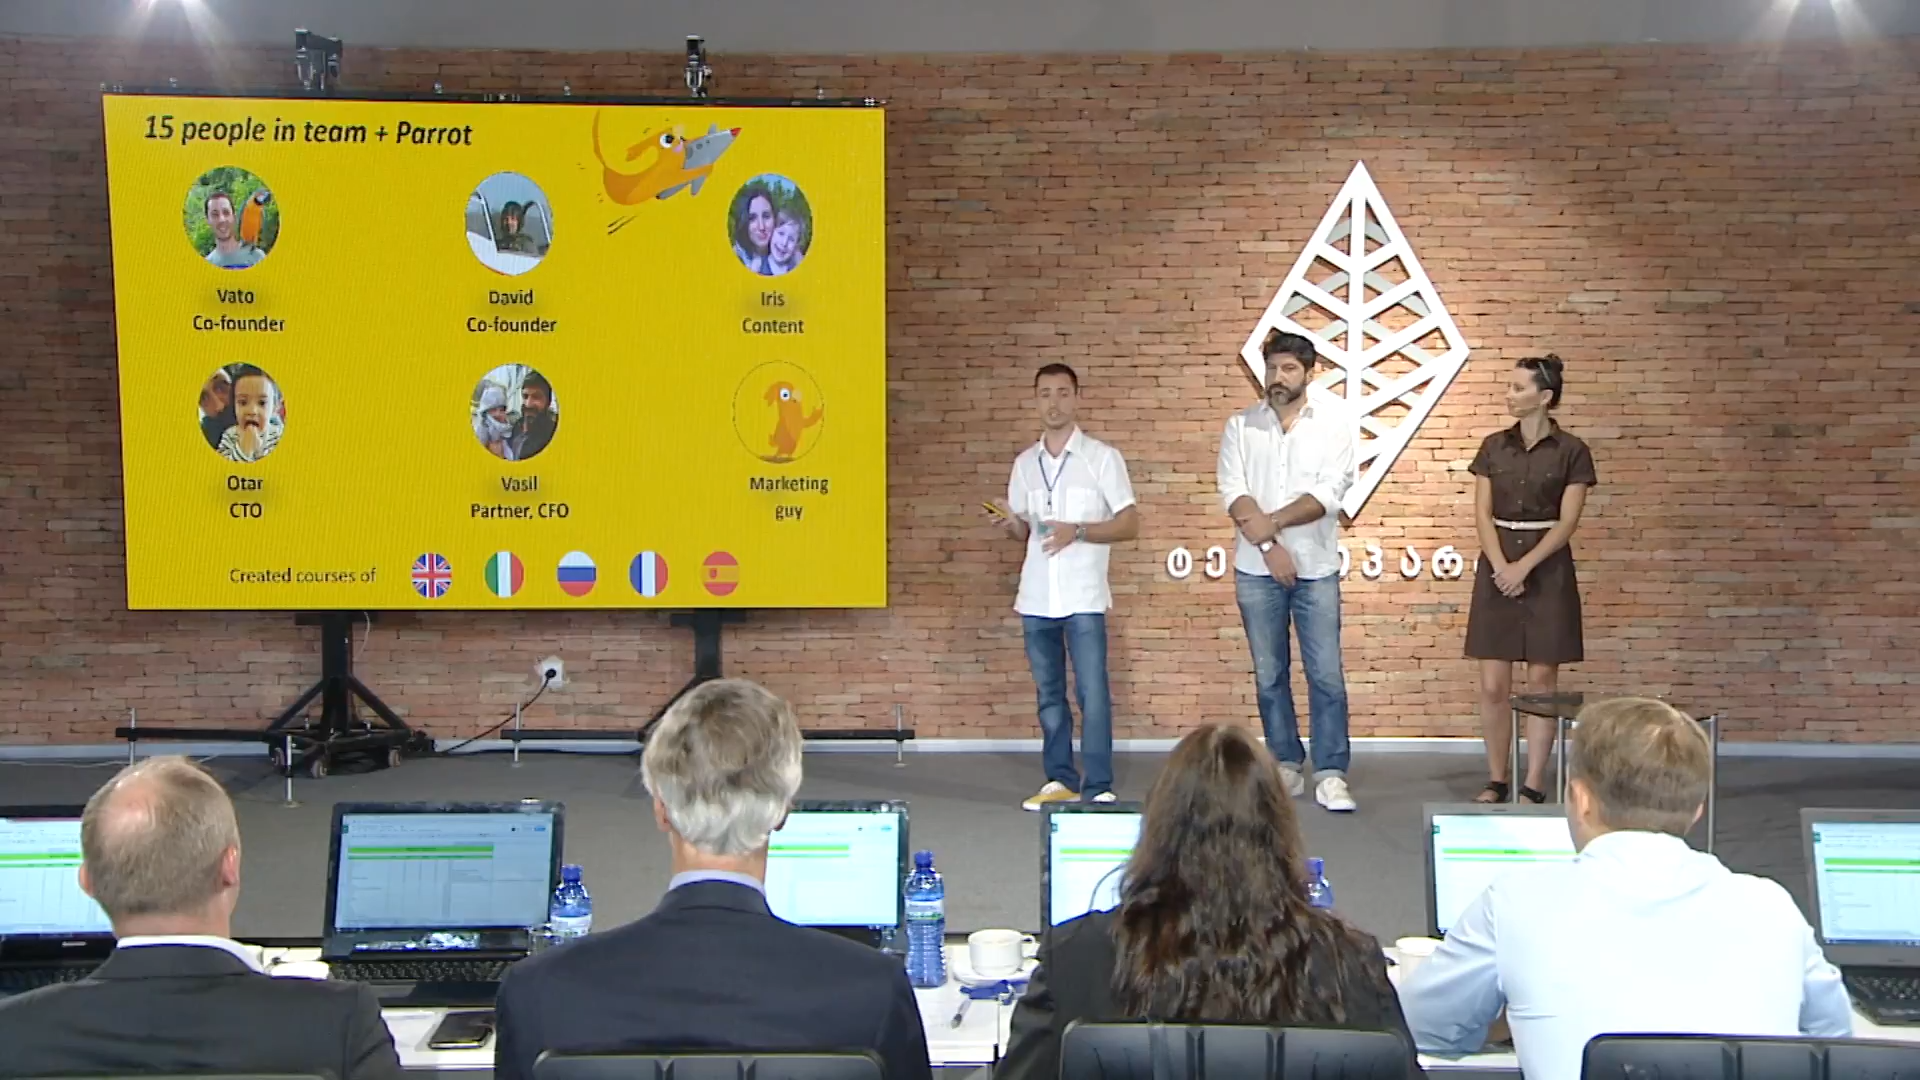 15 people in team + Parrot
Vato
Co-founder
David
Co-founder
Iris
Content
Otar
CTO
Vasil
Partner, CFO
Marketing
guy
Created courses of